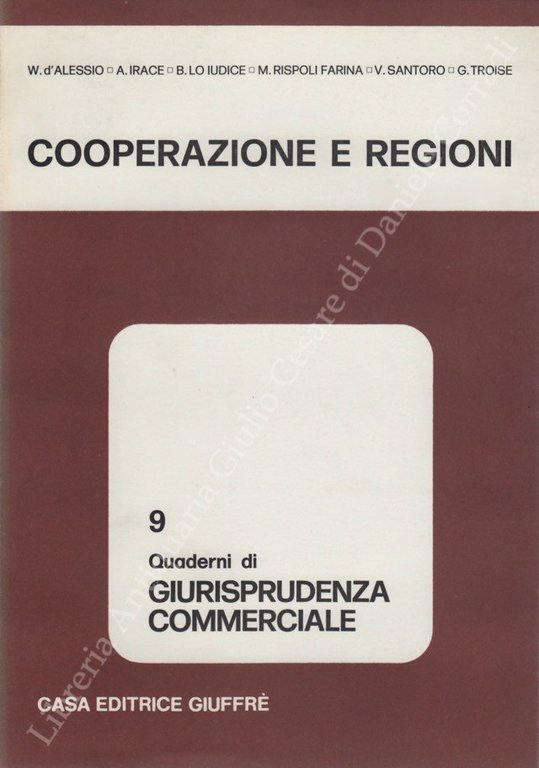 W. d'ALESSIO □ A. IRACE □ B. LO IUDICE □ M. RISPOLI FARINA □ V. SANTORO □ G. TROISE
COOPERAZIONE E REGIONI
9
Quaderni di
GIURISPRUDENZA
COMMERCIALE
CASA EDITRICE GIUFFRÈ
Libreria Antiquaria Giulio Cesare di Daniele Corradi